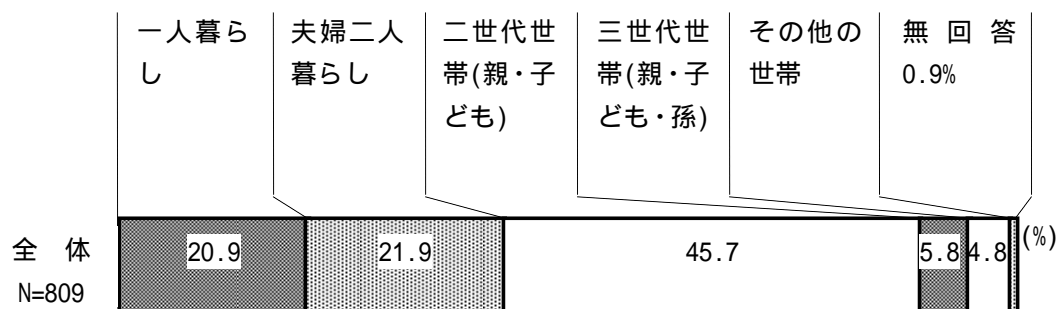 一人暮ら
し
夫婦二人
暮らし
二世代世
帯(親・子
ども)
三世代世
帯(親・子
ども・孫)
その他の
世帯
無回答
0.9%
全体
N=809
20.9
21.9
45.7
5.8
4.8
(%)